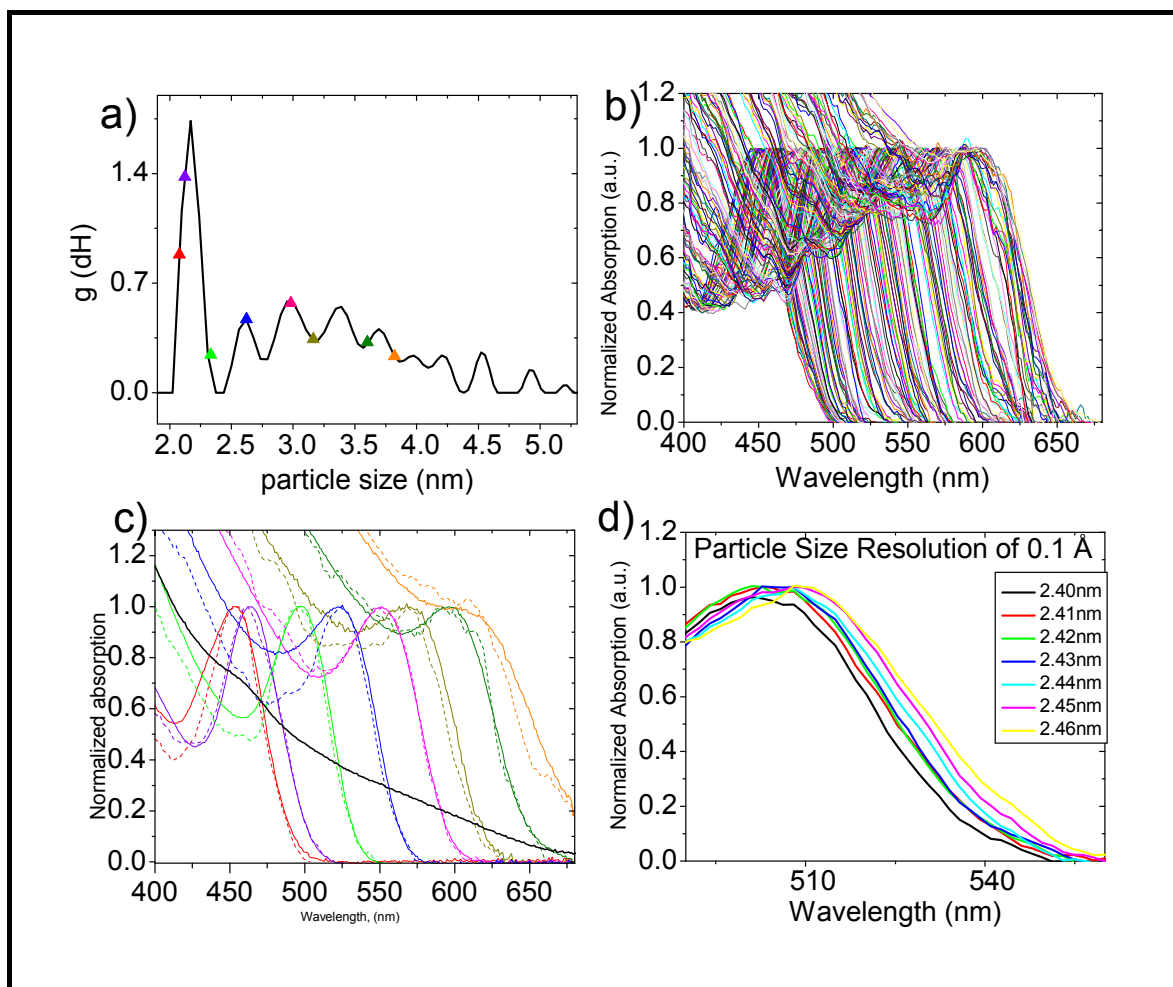 a)
g (dH)
1.4
0.7
0.0
2.0 2.5 3.0 3.5 4.0 4.5 5.0
particle size (nm)
b)
Normalized Absorption (a.u.)
1.2
1.0
0.8
0.6
0.4
0.2
0.0
400 450 500 550 600 650
Wavelength (nm)
c)
Normalized absorption
1.2
1.0
0.8
0.6
0.4
0.2
0.0
400 450 500 550 600 650
Wavelength, (nm)
d)
Particle Size Resolution of 0.1 Å
Normalized Absorption (a.u.)
1.2
1.0
0.8
0.6
0.4
0.2
0.0
2.40nm
2.41nm
2.42nm
2.43nm
2.44nm
2.45nm
2.46nm
510 540
Wavelength (nm)